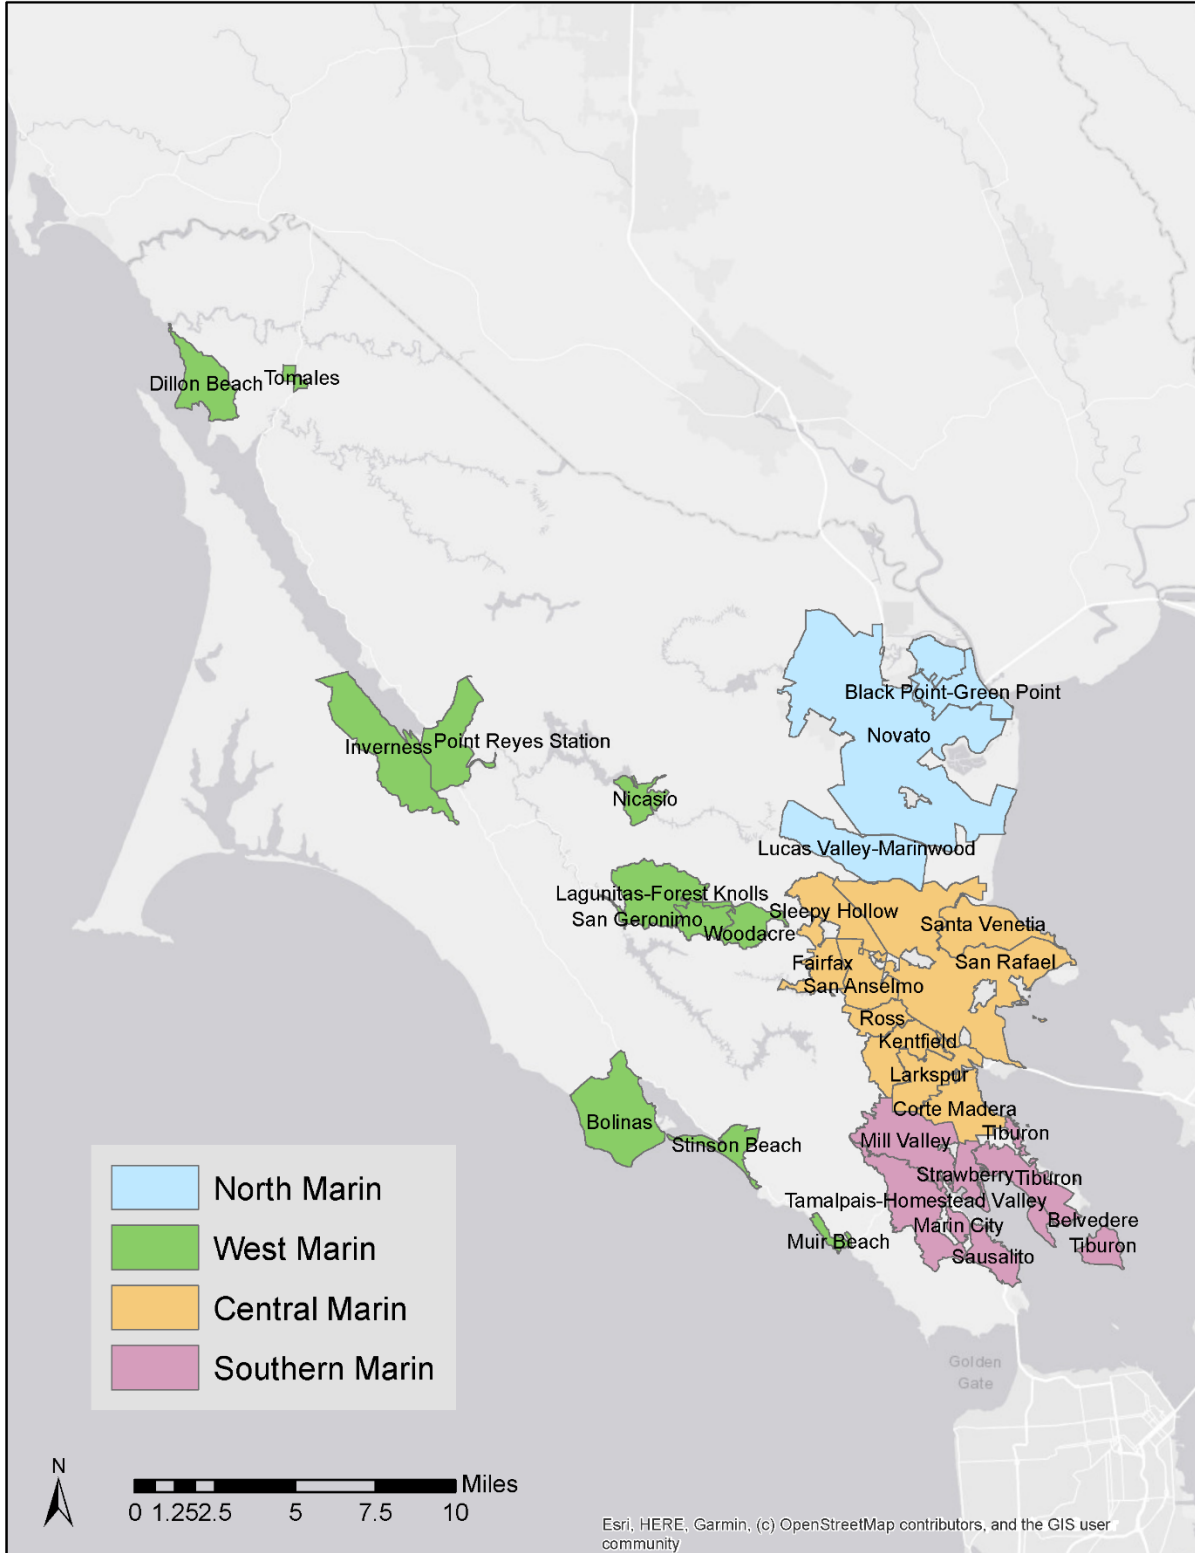 Dillon Beach
Tomales
Black Point-Green Point
Novato
Inverness
Point Reyes Station
Nicasio
Lucas Valley-Marinwood
Lagunitas-Forest Knolls
Sleepy Hollow
San Geronimo
Santa Venetia
Woodacre
Fairfax
San Rafael
San Anselmo
Ross
Kentfield
Larkspur
Corte Madera
Bolinas
Stinson Beach
Mill Valley
Tiburon
Strawberry
Tiburon
Tamalpais-Homestead Valley
Marin City
Belvedere
Muir Beach
Sausalito
Tiburon
North Marin
West Marin
Central Marin
Southern Marin
Golden
Gate
N
Miles
0 1.25 2.5 5 7.5 10
Esri, HERE, Garmin, (c) OpenStreetMap contributors, and the GIS user
community